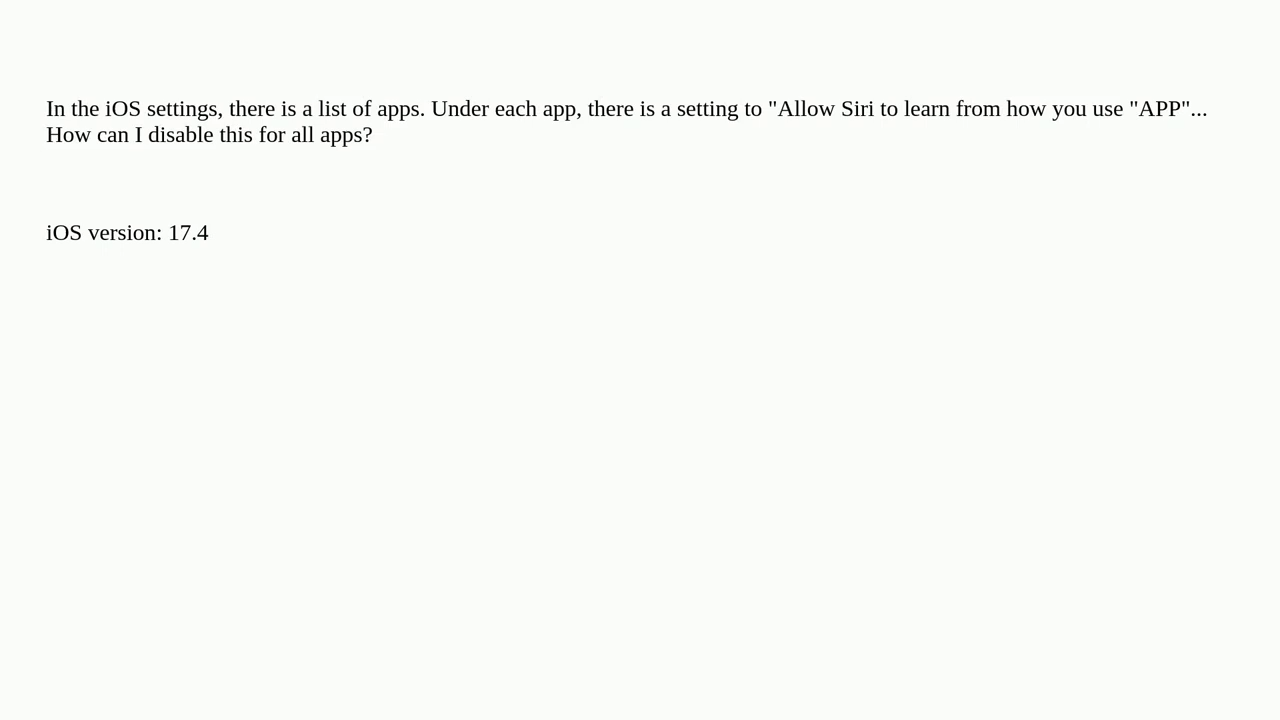 In the iOS settings, there is a list of apps. Under each app, there is a setting to "Allow Siri to learn from how you use "APP"...
How can I disable this for all apps?
iOS version: 17.4